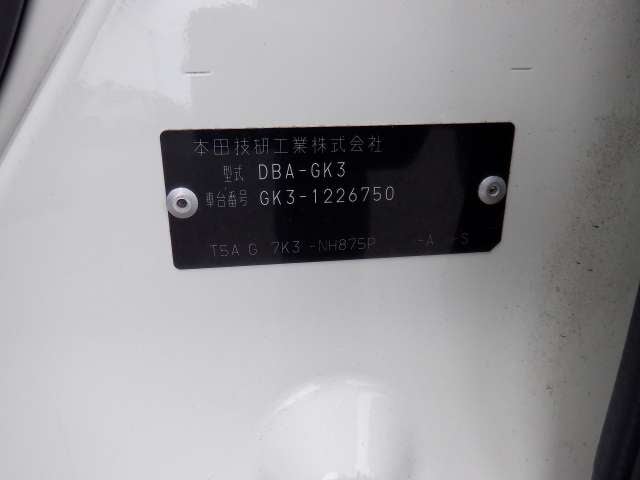 本田技研工業株式会社
型式 DBA-GK3
車台番号 GK3-1226750
T5A G 7K3 -NH875P -A -S